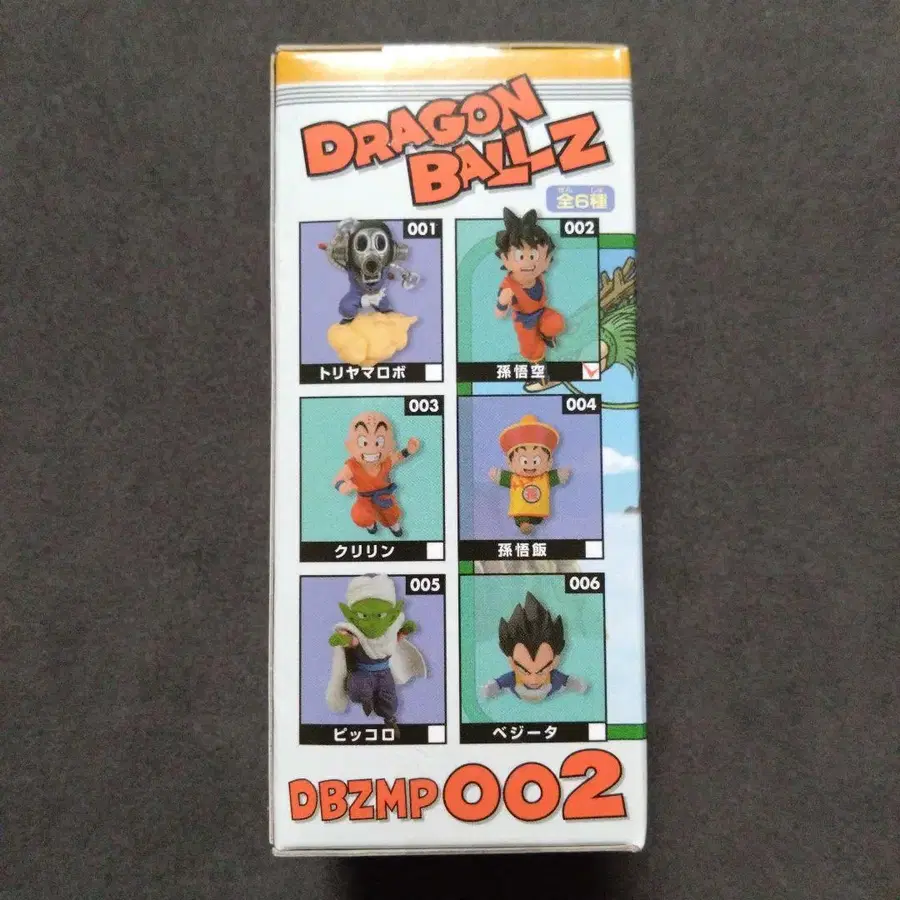 DRAGON
BALL Z
ぜん しゅ
全6種
001
002
トリヤマロボ
孫悟空
003
004
クリリン
孫悟飯
005
006
ピッコロ
ベジータ
DBZMP 002